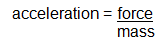 acceleration = force
mass